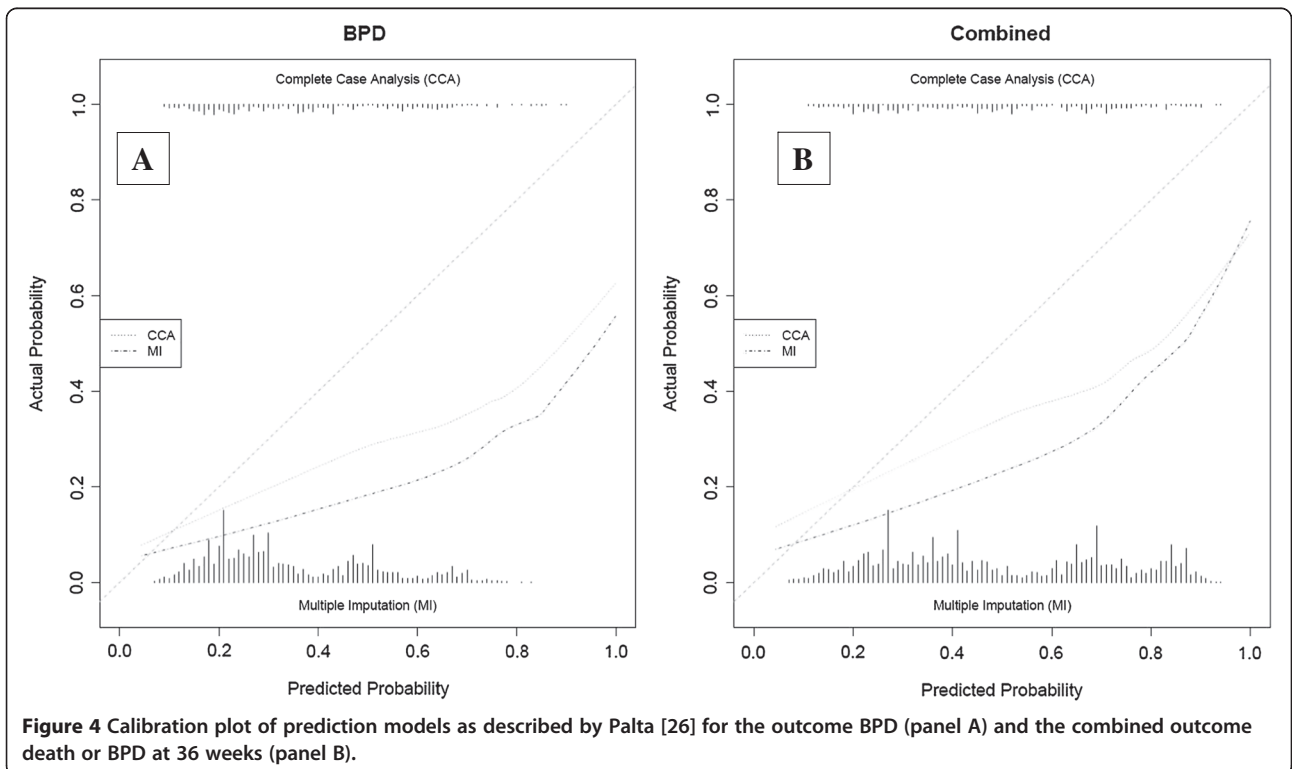 BPD
Complete Case Analysis (CCA)
A
Actual Probability
1.0
0.8
0.6
0.4
0.2
0.0
CCA
MI
Multiple Imputation (MI)
0.0 0.2 0.4 0.6 0.8 1.0
Predicted Probability
Combined
Complete Case Analysis (CCA)
B
Actual Probability
1.0
0.8
0.6
0.4
0.2
0.0
CCA
MI
Multiple Imputation (MI)
0.0 0.2 0.4 0.6 0.8 1.0
Predicted Probability
Figure 4 Calibration plot of prediction models as described by Palta [26] for the outcome BPD (panel A) and the combined outcome
death or BPD at 36 weeks (panel B).